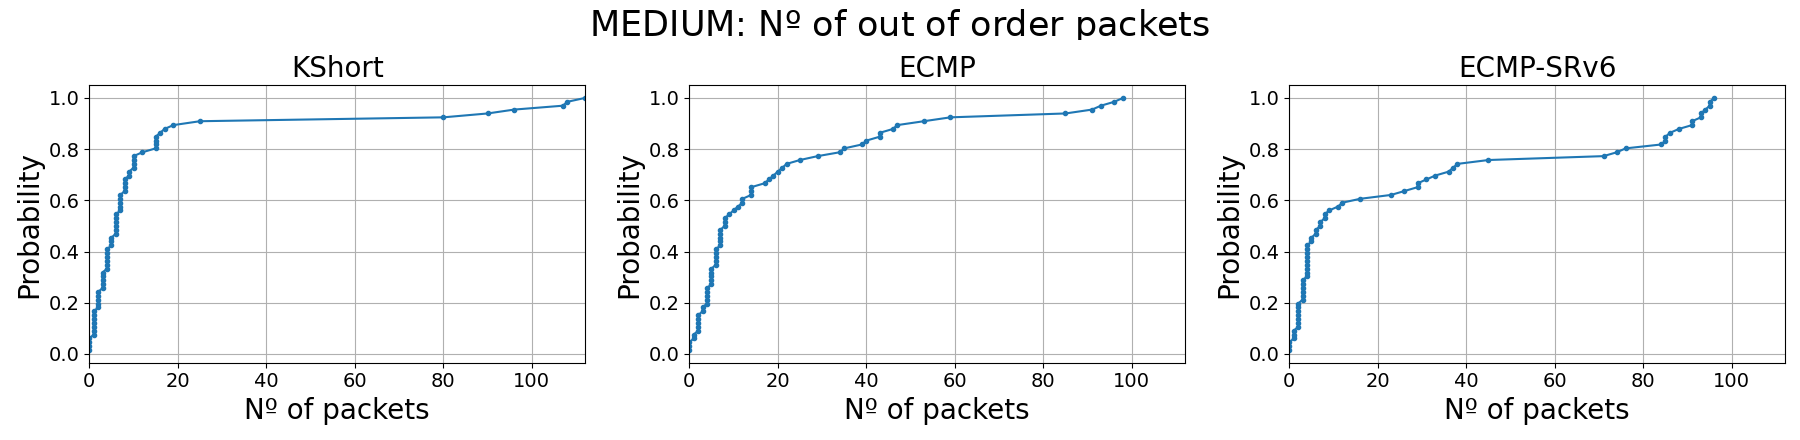 MEDIUM: Nº of out of order packets
KShort
Probability
1.0
0.8
0.6
0.4
0.2
0.0
0 20 40 60 80 100
Nº of packets
ECMP
Probability
1.0
0.8
0.6
0.4
0.2
0.0
0 20 40 60 80 100
Nº of packets
ECMP-SRv6
Probability
1.0
0.8
0.6
0.4
0.2
0.0
0 20 40 60 80 100
Nº of packets